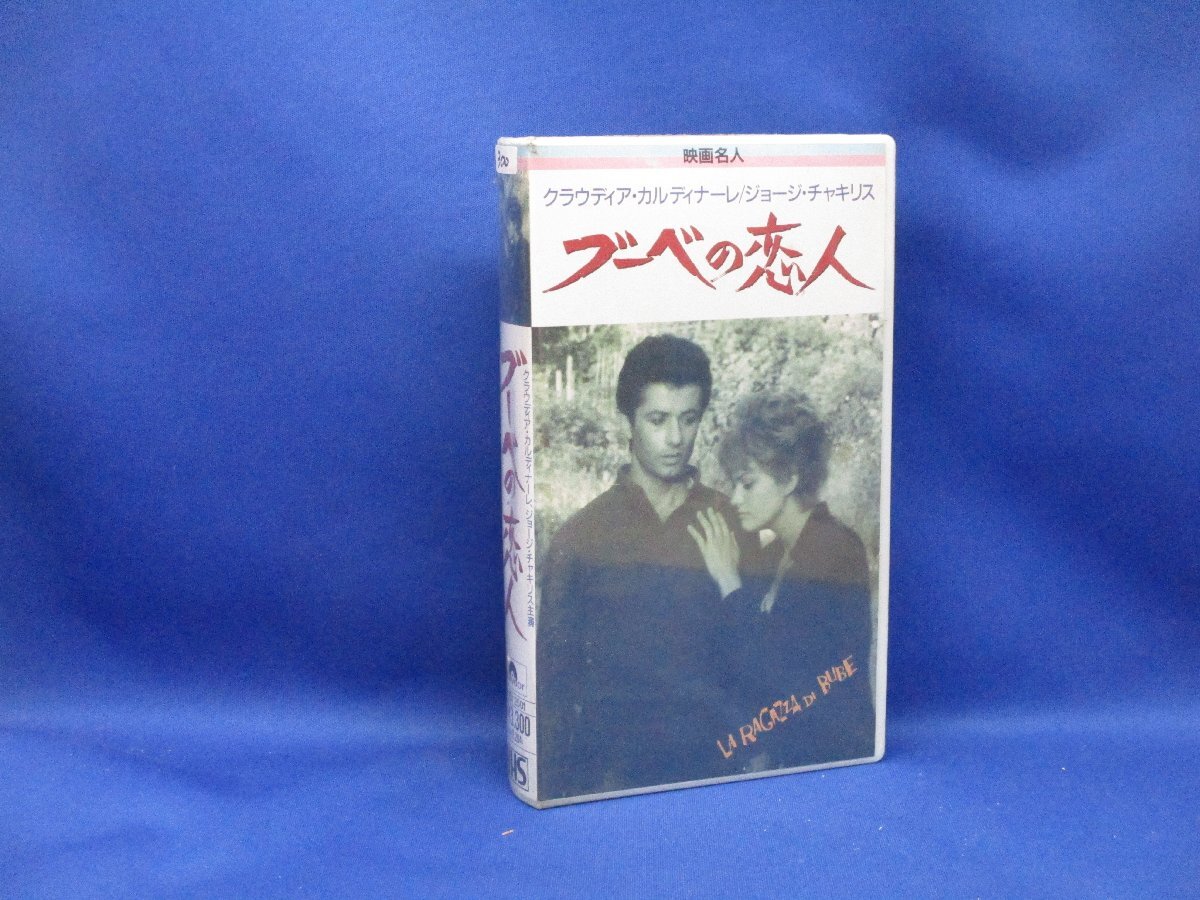 映画名人
クラウディア・カルディナーレ/ジョージ・チャキリス
ブーベの恋人
LA RAGAZZA DI BUBE
ブーベの恋人
クラウディア・カルディナーレ、ジョージ・チャキリス主演